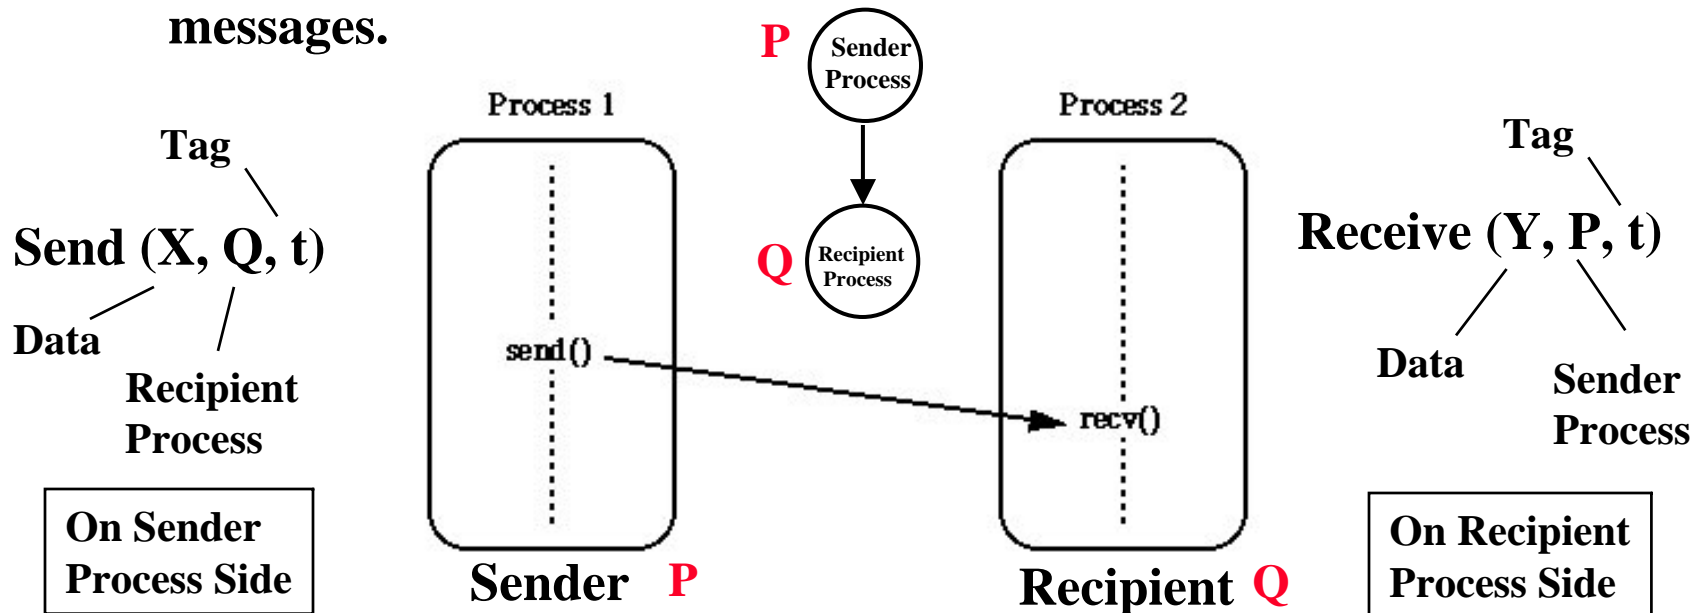 messages.
P
Sender
Process
Process 1
Process 2
Tag
Tag
Send (X, Q, t)
Q
Recipient
Process
Receive (Y, P, t)
Data
send()
Data
Recipient
Process
recv()
Sender
Process
On Sender
Process Side
Sender P
Recipient Q
On Recipient
Process Side